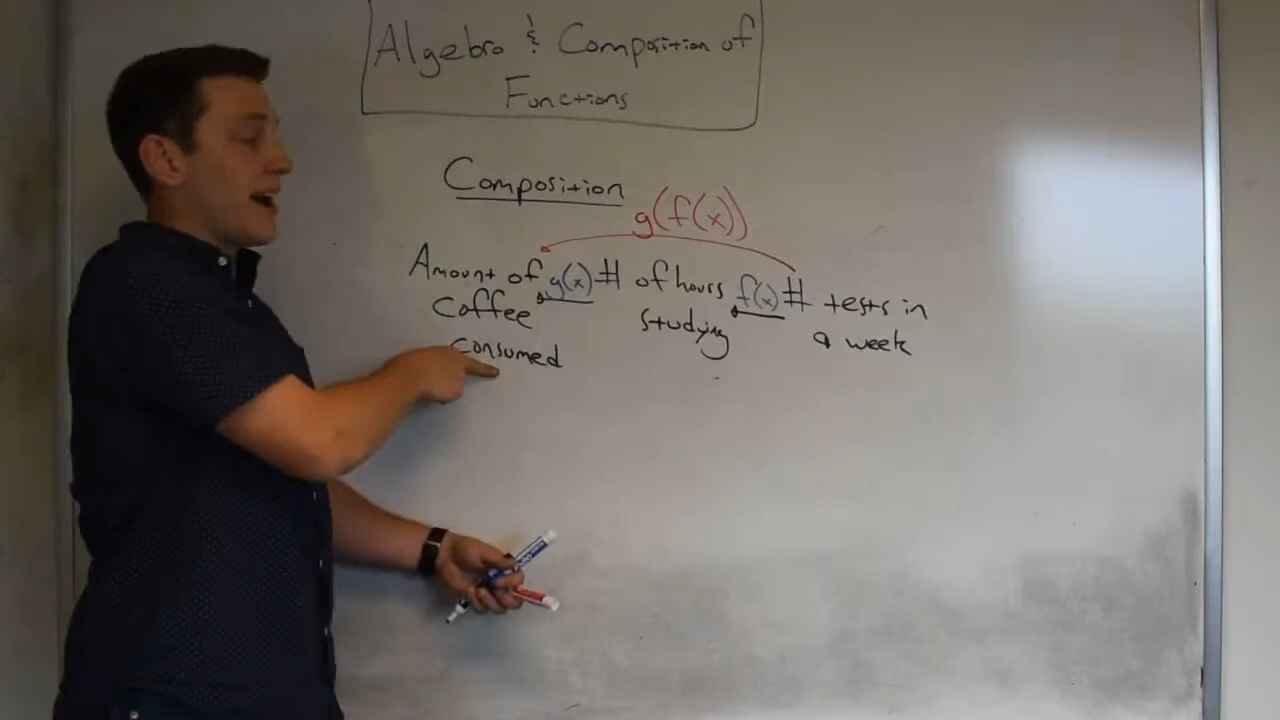 Algebra & Composition of
Functions
Composition
g(f(x))
Amount of g(x) # of hours f(x) # tests in
Coffee studying a week
consumed